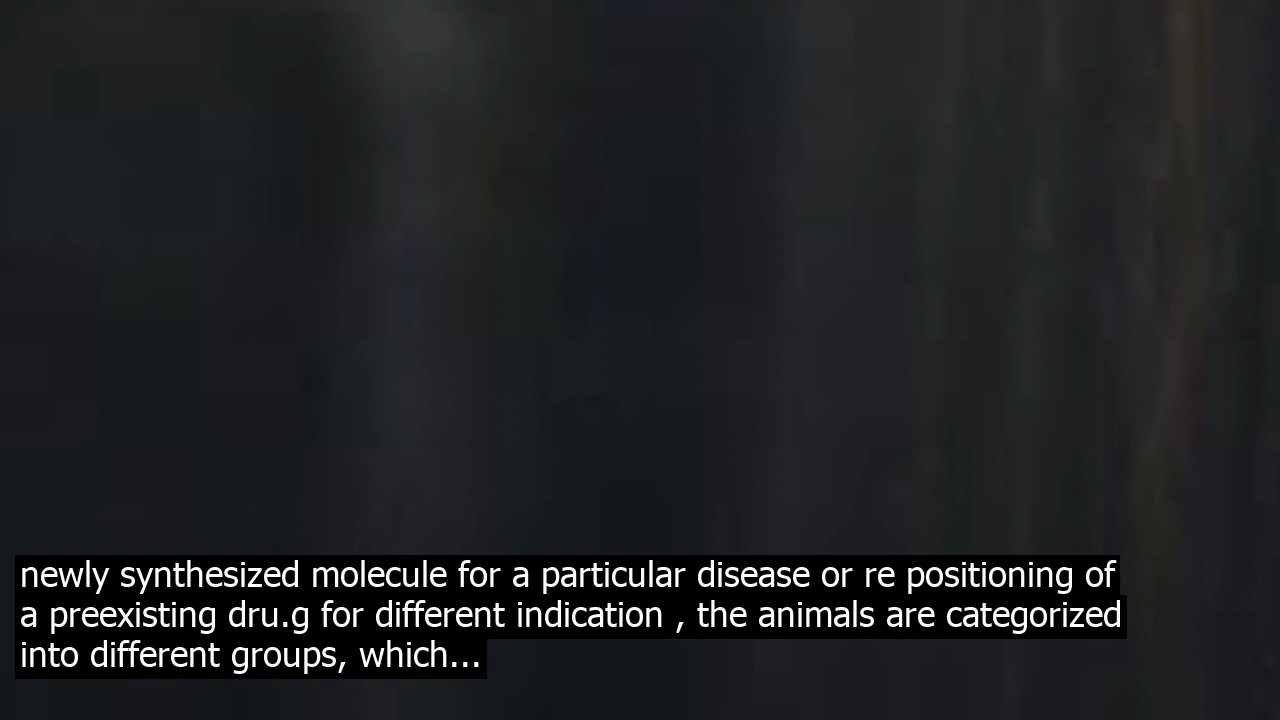 newly synthesized molecule for a particular disease or re positioning of
a preexisting dru.g for different indication , the animals are categorized
into different groups, which...